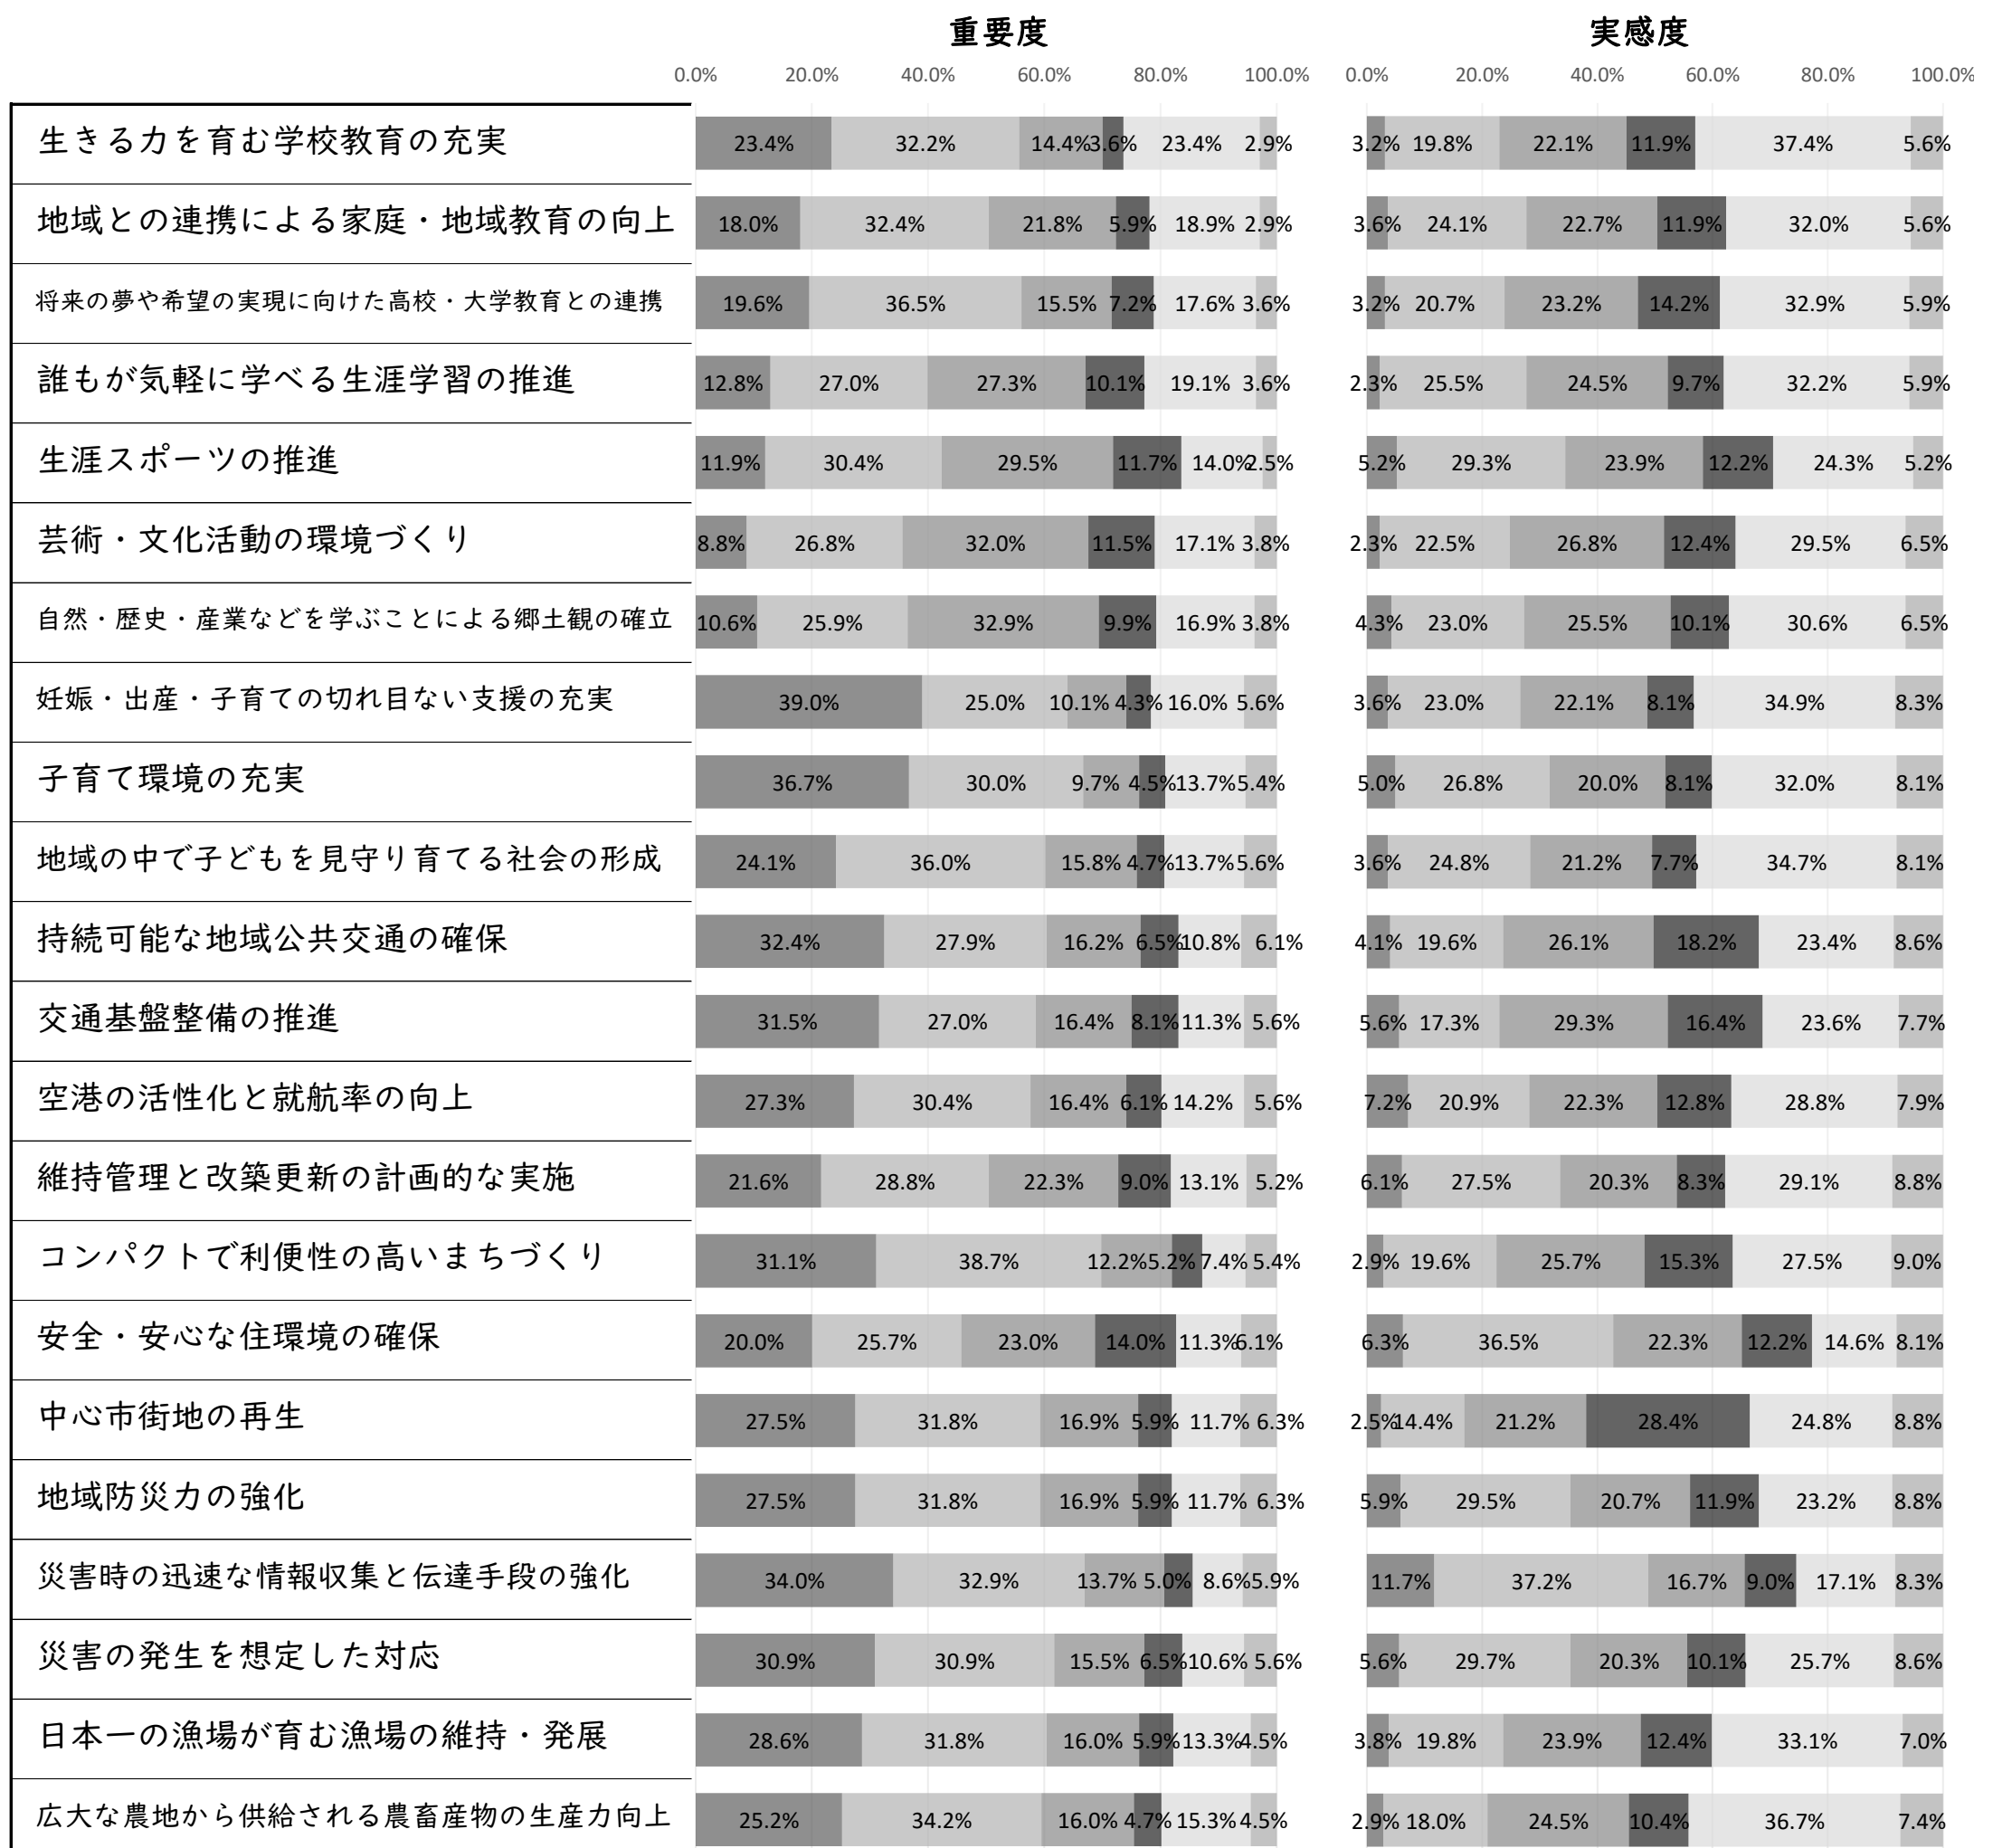 重要度 実感度
0.0% 20.0% 40.0% 60.0% 80.0% 100.0% 0.0% 20.0% 40.0% 60.0% 80.0% 100.0%
生きる力を育む学校教育の充実 23.4% 32.2% 14.4% 3.6% 23.4% 2.9% 3.2% 19.8% 22.1% 11.9% 37.4% 5.6%
地域との連携による家庭・地域教育の向上 18.0% 32.4% 21.8% 5.9% 18.9% 2.9% 3.6% 24.1% 22.7% 11.9% 32.0% 5.6%
将来の夢や希望の実現に向けた高校・大学教育との連携 19.6% 36.5% 15.5% 7.2% 17.6% 3.6% 3.2% 20.7% 23.2% 14.2% 32.9% 5.9%
誰もが気軽に学べる生涯学習の推進 12.8% 27.0% 27.3% 10.1% 19.1% 3.6% 2.3% 25.5% 24.5% 9.7% 32.2% 5.9%
生涯スポーツの推進 11.9% 30.4% 29.5% 11.7% 14.0% 2.5% 5.2% 29.3% 23.9% 12.2% 24.3% 5.2%
芸術・文化活動の環境づくり 8.8% 26.8% 32.0% 11.5% 17.1% 3.8% 2.3% 22.5% 26.8% 12.4% 29.5% 6.5%
自然・歴史・産業などを学ぶことによる郷土観の確立 10.6% 25.9% 32.9% 9.9% 16.9% 3.8% 4.3% 23.0% 25.5% 10.1% 30.6% 6.5%
妊娠・出産・子育ての切れ目ない支援の充実 39.0% 25.0% 10.1% 4.3% 16.0% 5.6% 3.6% 23.0% 22.1% 8.1% 34.9% 8.3%
子育て環境の充実 36.7% 30.0% 9.7% 4.5% 13.7% 5.4% 5.0% 26.8% 20.0% 8.1% 32.0% 8.1%
地域の中で子どもを見守り育てる社会の形成 24.1% 36.0% 15.8% 4.7% 13.7% 5.6% 3.6% 24.8% 21.2% 7.7% 34.7% 8.1%
持続可能な地域公共交通の確保 32.4% 27.9% 16.2% 6.5% 10.8% 6.1% 4.1% 19.6% 26.1% 18.2% 23.4% 8.6%
交通基盤整備の推進 31.5% 27.0% 16.4% 8.1% 11.3% 5.6% 5.6% 17.3% 29.3% 16.4% 23.6% 7.7%
空港の活性化と就航率の向上 27.3% 30.4% 16.4% 6.1% 14.2% 5.6% 7.2% 20.9% 22.3% 12.8% 28.8% 7.9%
維持管理と改築更新の計画的な実施 21.6% 28.8% 22.3% 9.0% 13.1% 5.2% 6.1% 27.5% 20.3% 8.3% 29.1% 8.8%
コンパクトで利便性の高いまちづくり 31.1% 38.7% 12.2% 5.2% 7.4% 5.4% 2.9% 19.6% 25.7% 15.3% 27.5% 9.0%
安全・安心な住環境の確保 20.0% 25.7% 23.0% 14.0% 11.3% 6.1% 6.3% 36.5% 22.3% 12.2% 14.6% 8.1%
中心市街地の再生 27.5% 31.8% 16.9% 5.9% 11.7% 6.3% 2.5% 14.4% 21.2% 28.4% 24.8% 8.8%
地域防災力の強化 27.5% 31.8% 16.9% 5.9% 11.7% 6.3% 5.9% 29.5% 20.7% 11.9% 23.2% 8.8%
災害時の迅速な情報収集と伝達手段の強化 34.0% 32.9% 13.7% 5.0% 8.6% 5.9% 11.7% 37.2% 16.7% 9.0% 17.1% 8.3%
災害の発生を想定した対応 30.9% 30.9% 15.5% 6.5% 10.6% 5.6% 5.6% 29.7% 20.3% 10.1% 25.7% 8.6%
日本一の漁場が育む漁場の維持・発展 28.6% 31.8% 16.0% 5.9% 13.3% 4.5% 3.8% 19.8% 23.9% 12.4% 33.1% 7.0%
広大な農地から供給される農畜産物の生産力向上 25.2% 34.2% 16.0% 4.7% 15.3% 4.5% 2.9% 18.0% 24.5% 10.4% 36.7% 7.4%